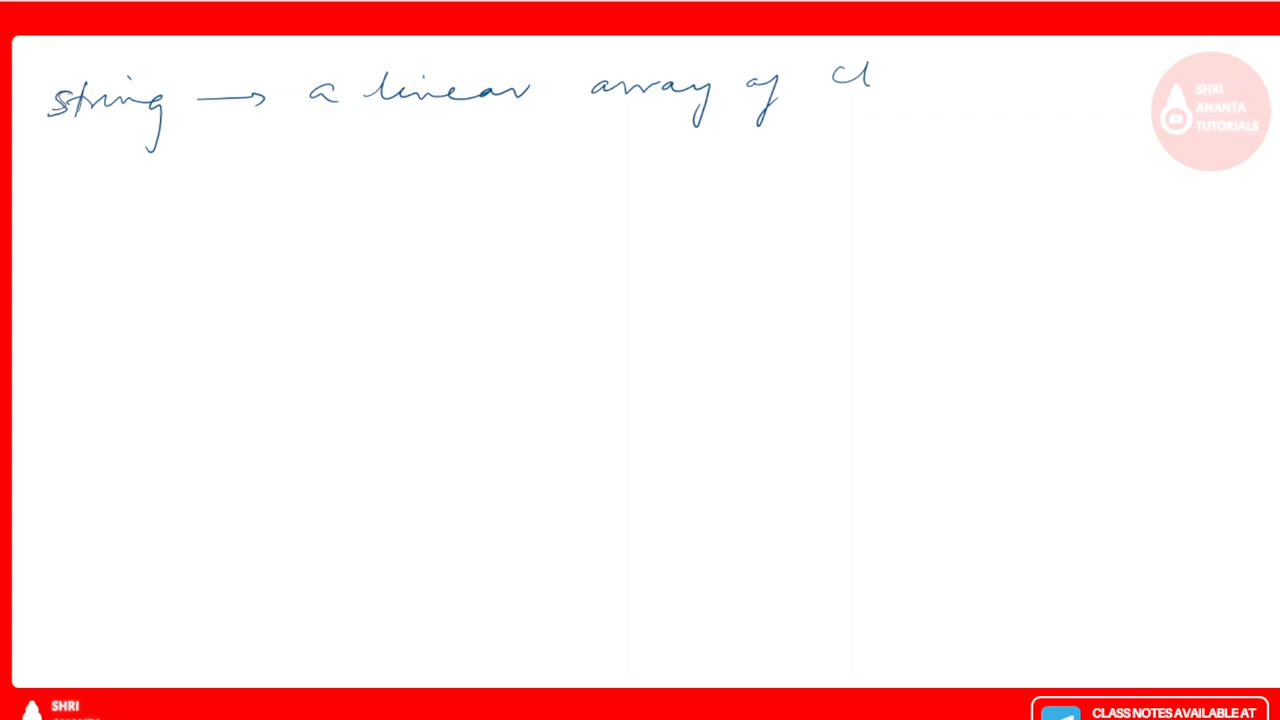 string → a linear array of
SHRI
ANANTA
TUTORIALS
SHRI
CLASS NOTES AVAILABLE AT